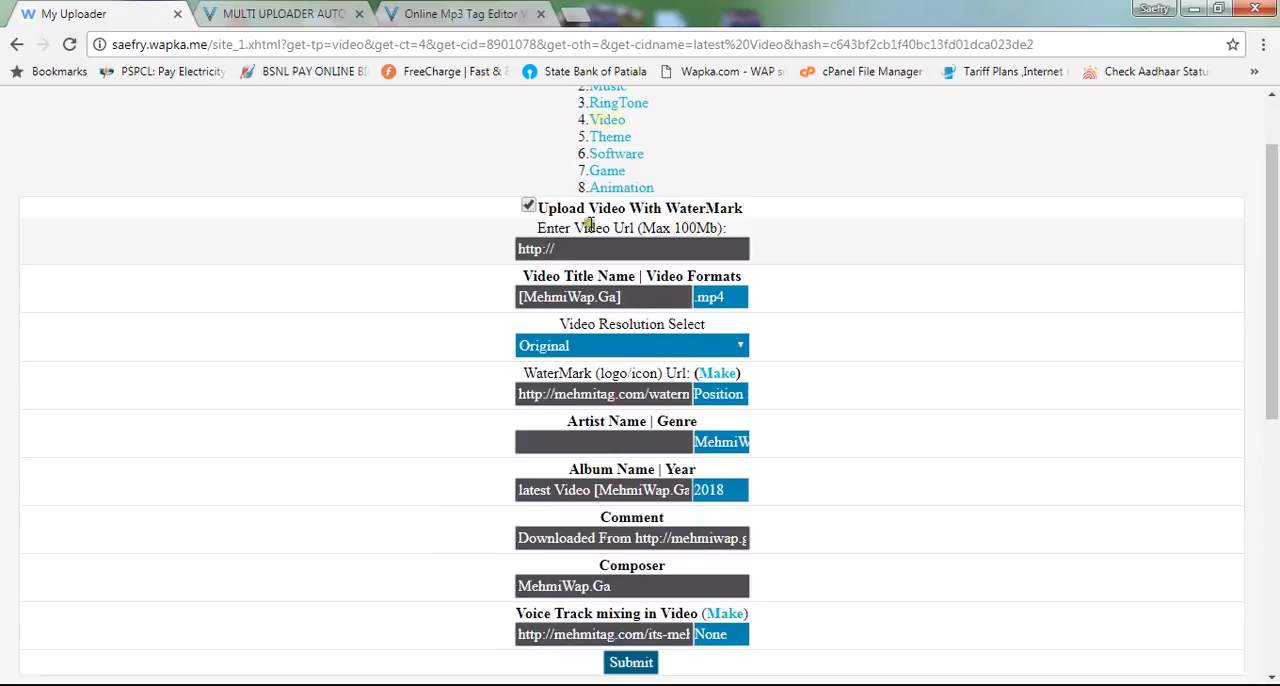 My Uploader
MULTI UPLOADER AUTO
Online Mp3 Tag Editor V
Saefry
saefry.wapka.me/site_1.xhtml?get-tp=video&get-ct=4&get-cid=8901078&get-oth=&get-cidname=latest%20Video&hash=c643bf2cb1f40bc13fd01dca023de2
Bookmarks
PSPCL: Pay Electricity
BSNL PAY ONLINE BI
FreeCharge | Fast & E
State Bank of Patiala
Wapka.com - WAP si
cPanel File Manager
Tariff Plans ,Internet
Check Aadhaar Statu
»
2.Music
3.RingTone
4.Video
5.Theme
6.Software
7.Game
8.Animation
Upload Video With WaterMark
Enter Video Url (Max 100Mb):
http://
Video Title Name | Video Formats
[MehmiWap.Ga] .mp4
Video Resolution Select
Original
WaterMark (logo/icon) Url: (Make)
http://mehmitag.com/watern Position
Artist Name | Genre
MehmiW
Album Name | Year
latest Video [MehmiWap.Ga 2018
Comment
Downloaded From http://mehmiwap.g
Composer
MehmiWap.Ga
Voice Track mixing in Video (Make)
http://mehmitag.com/its-mel None
Submit